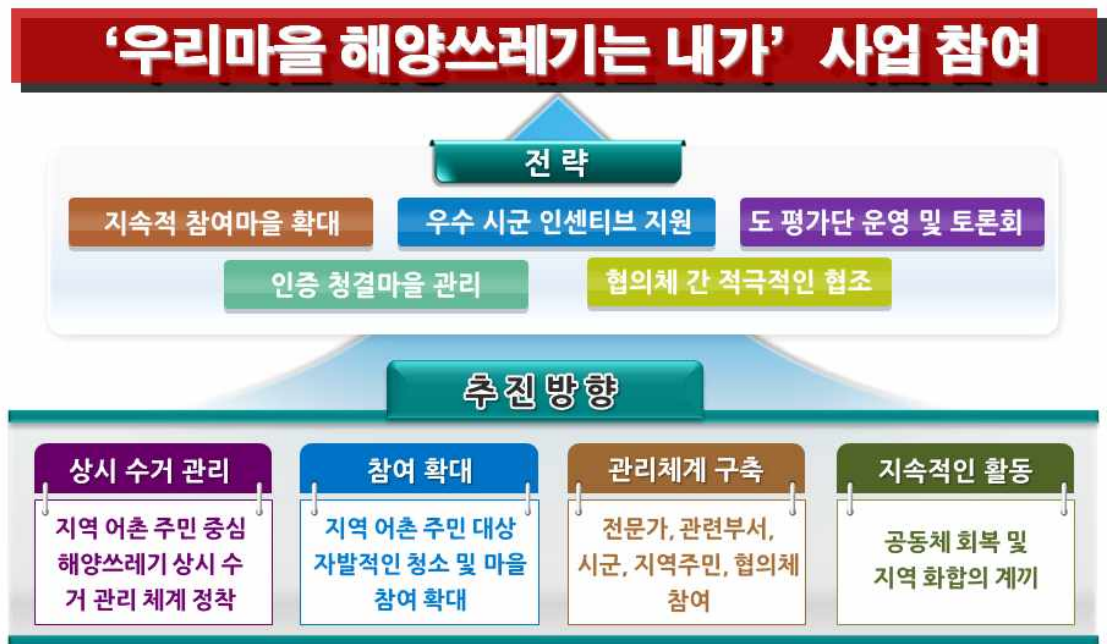 ‘우리마을 해양쓰레기는 내가’ 사업 참여
전 략
지속적 참여마을 확대
우수 시군 인센티브 지원
도 평가단 운영 및 토론회
인증 청결마을 관리
협의체 간 적극적인 협조
추진방향
상시 수거 관리
지역 어촌 주민 중심
해양쓰레기 상시 수
거 관리 체계 정착
참여 확대
지역 어촌 주민 대상
자발적인 청소 및 마을
참여 확대
관리체계 구축
전문가, 관련부서,
시군, 지역주민, 협의체
참여
지속적인 활동
공동체 회복 및
지역 화합의 계끼